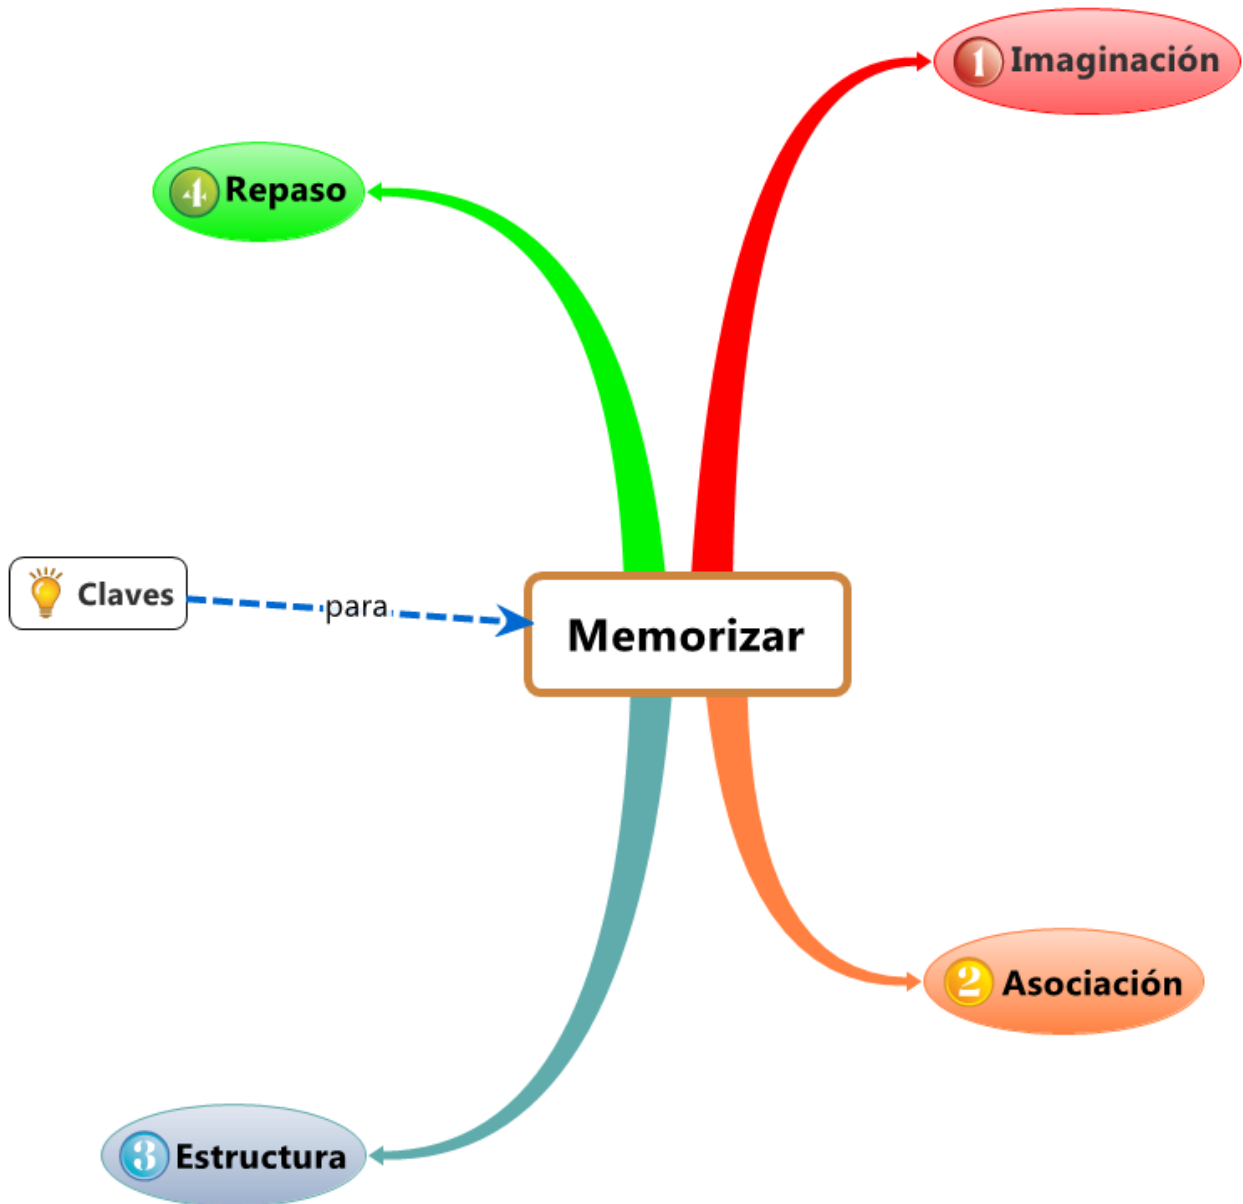 1 Imaginación
4 Repaso
Claves
para
Memorizar
2 Asociación
3 Estructura